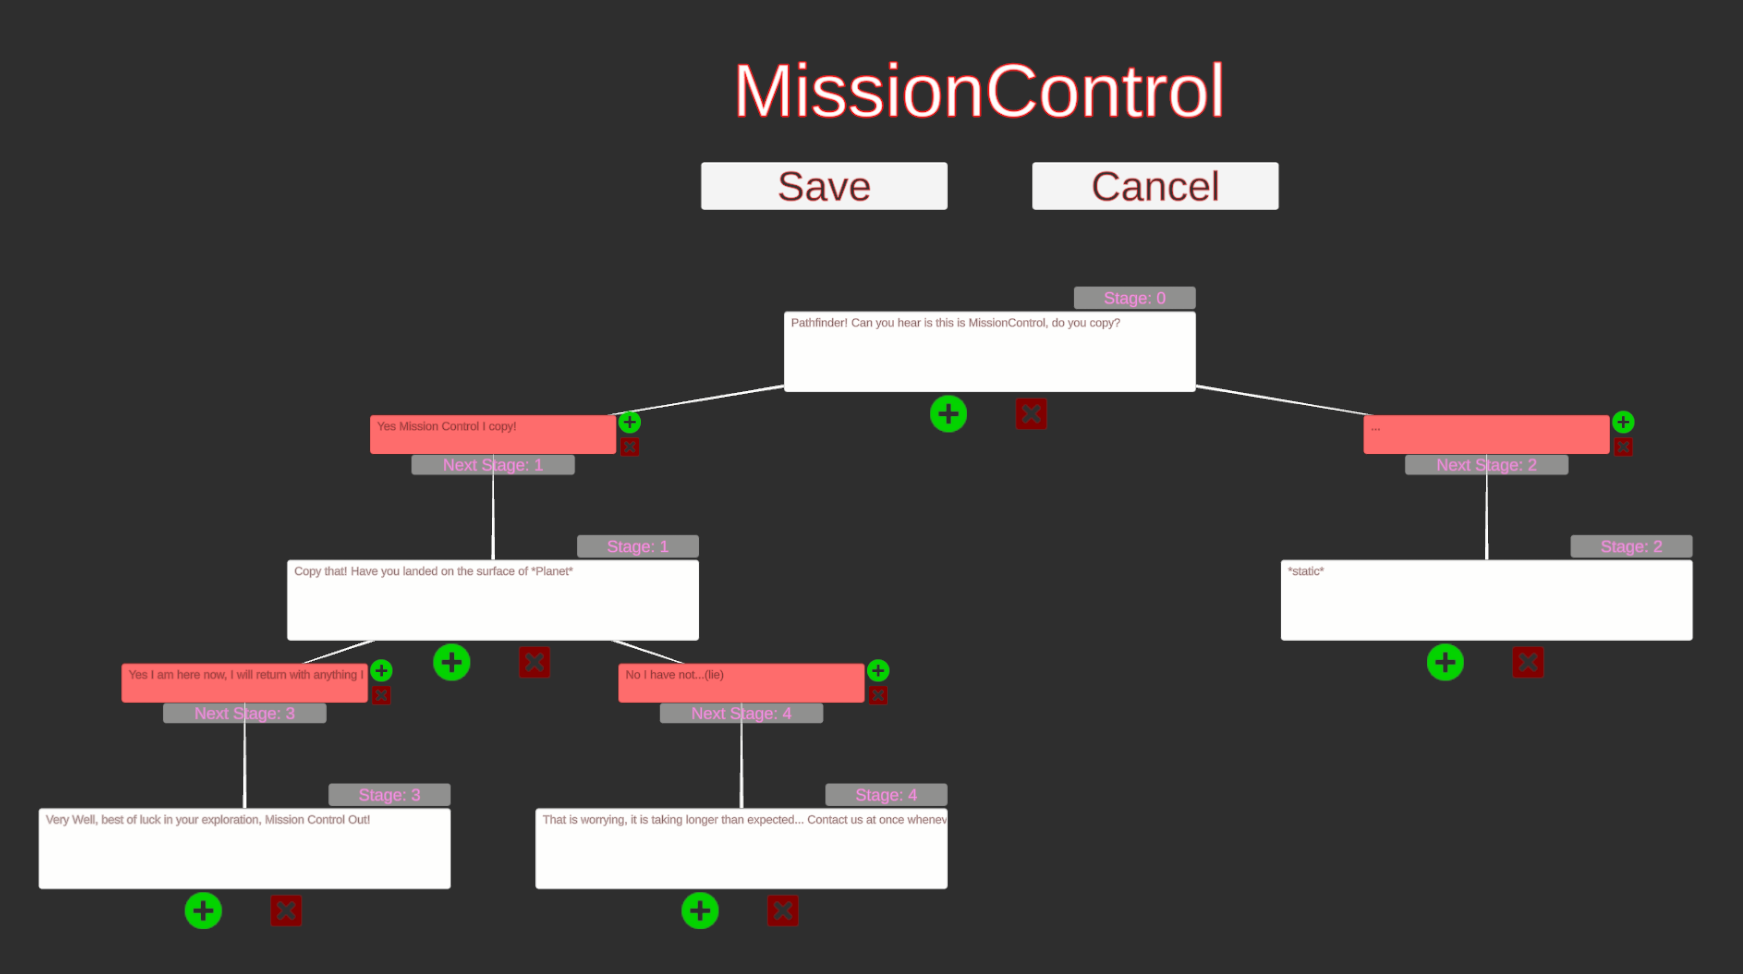 MissionControl
Save
Cancel
Stage: 0
Pathfinder! Can you hear is this is MissionControl, do you copy?
Yes Mission Control I copy!
...
Next Stage: 1
Next Stage: 2
Stage: 1
Stage: 2
Copy that! Have you landed on the surface of *Planet*
*static*
Yes I am here now, I will return with anything I
No I have not...(lie)
Next Stage: 3
Next Stage: 4
Stage: 3
Stage: 4
Very Well, best of luck in your exploration, Mission Control Out!
That is worrying, it is taking longer than expected... Contact us at once whenev